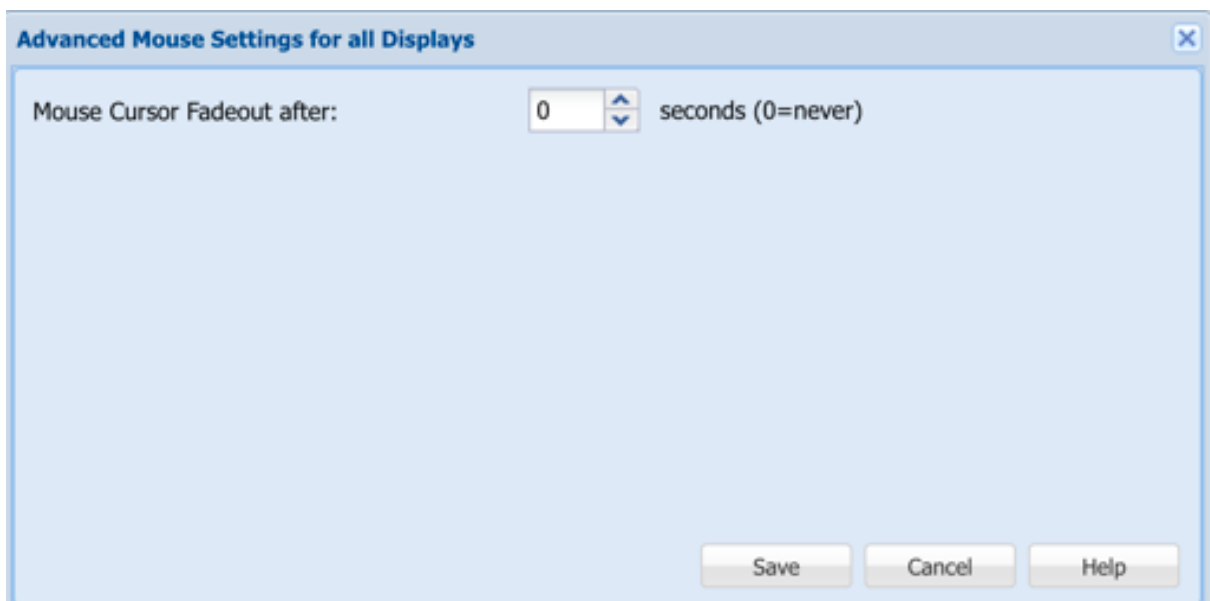 Advanced Mouse Settings for all Displays
Mouse Cursor Fadeout after: 0 seconds (0=never)
Save Cancel Help